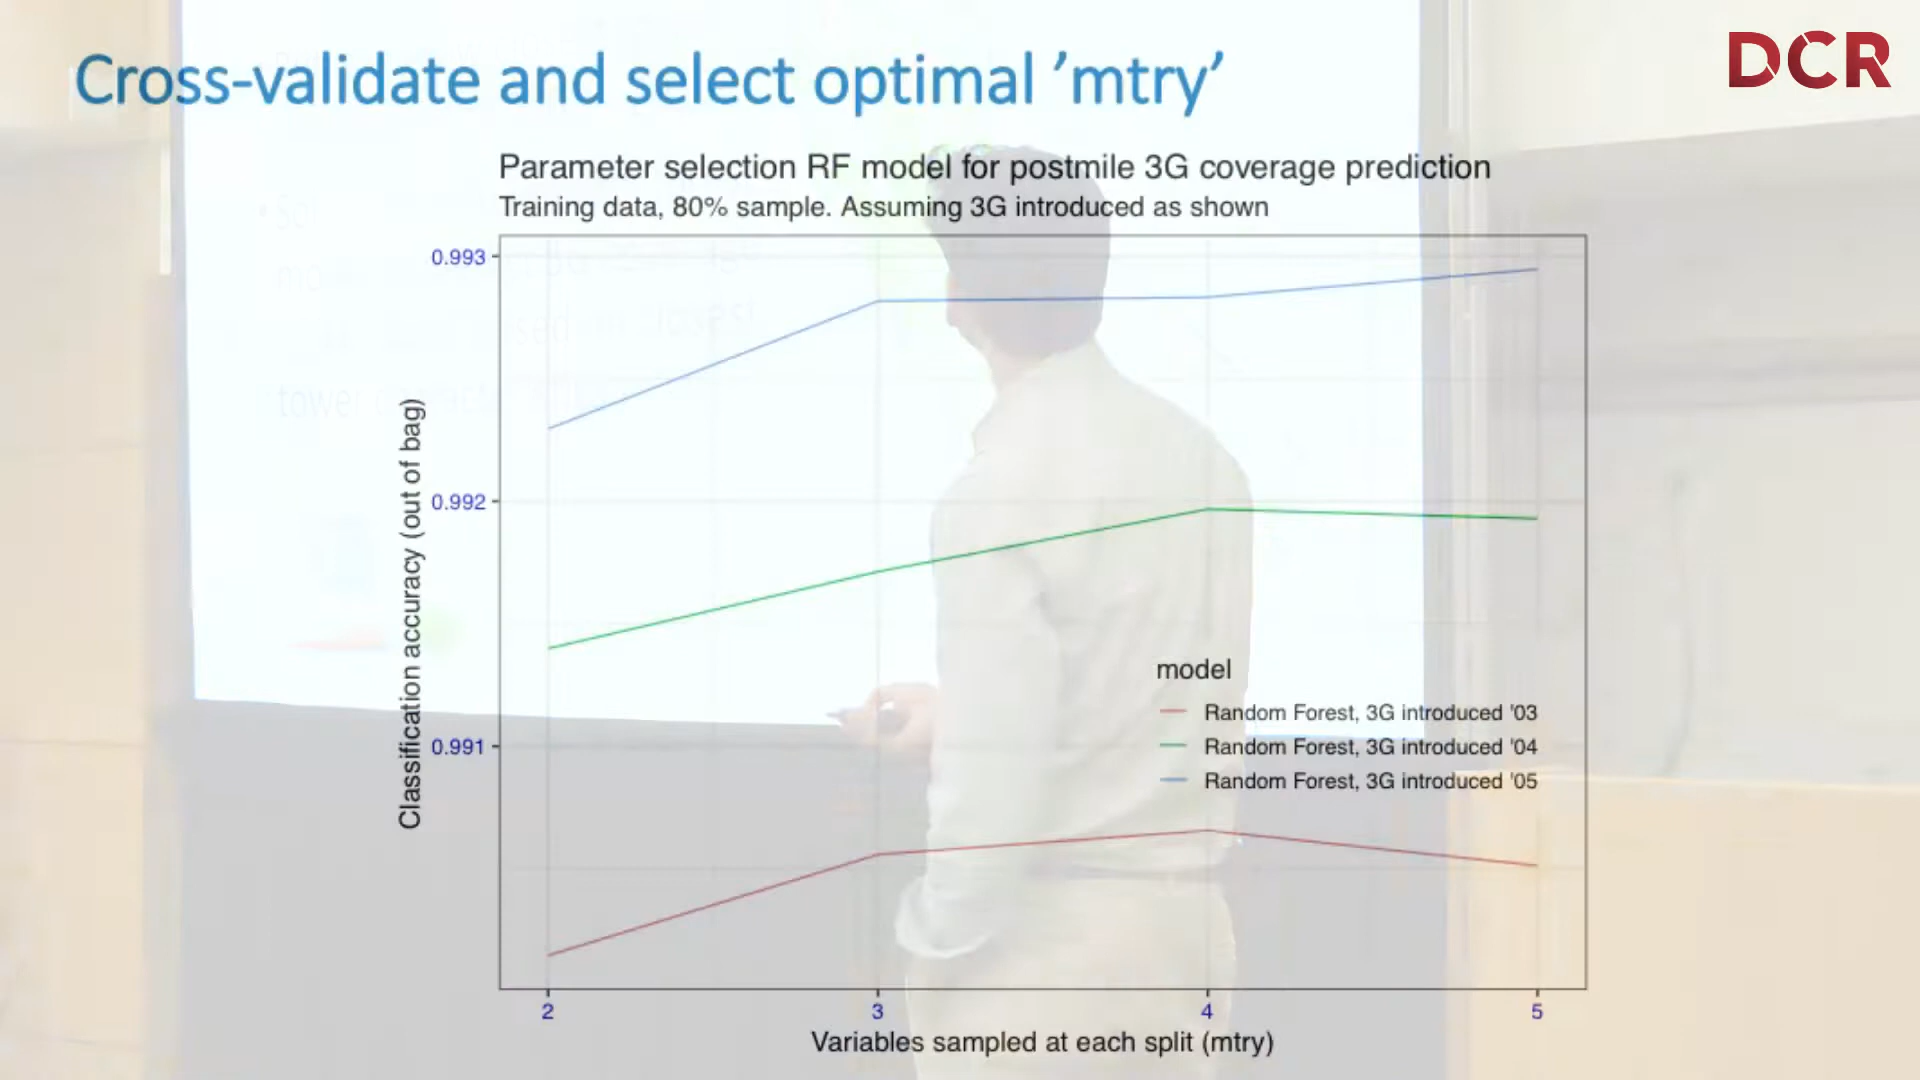 Cross-validate and select optimal ’mtry’
DCR
Parameter selection RF model for postmile 3G coverage prediction
Training data, 80% sample. Assuming 3G introduced as shown
Classification accuracy (out of bag)
0.993
0.992
0.991
model
Random Forest, 3G introduced '03
Random Forest, 3G introduced '04
Random Forest, 3G introduced '05
2 3 4 5
Variables sampled at each split (mtry)
tower